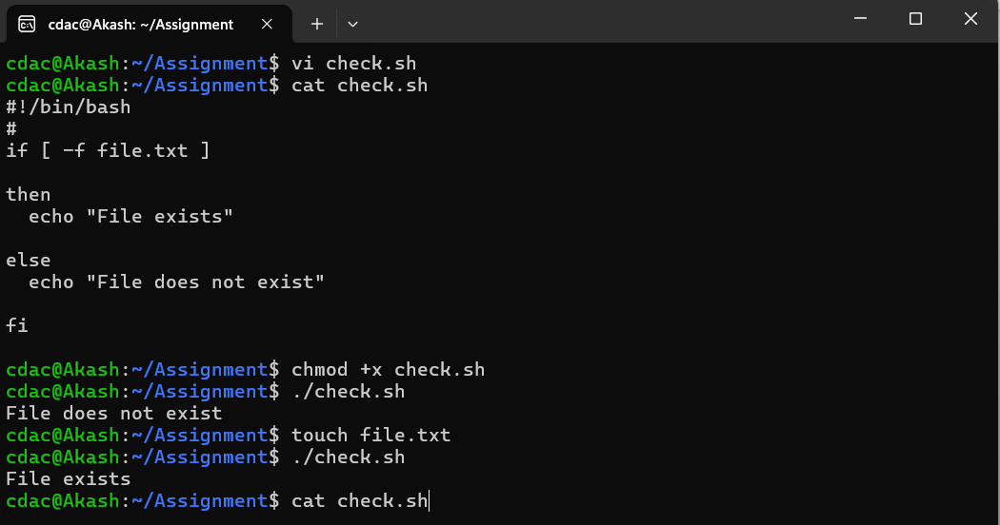 cdac@Akash: ~/Assignment
cdac@Akash:~/Assignment$ vi check.sh
cdac@Akash:~/Assignment$ cat check.sh
#!/bin/bash
#
if [ -f file.txt ]
then
  echo "File exists"
else
  echo "File does not exist"
fi
cdac@Akash:~/Assignment$ chmod +x check.sh
cdac@Akash:~/Assignment$ ./check.sh
File does not exist
cdac@Akash:~/Assignment$ touch file.txt
cdac@Akash:~/Assignment$ ./check.sh
File exists
cdac@Akash:~/Assignment$ cat check.sh